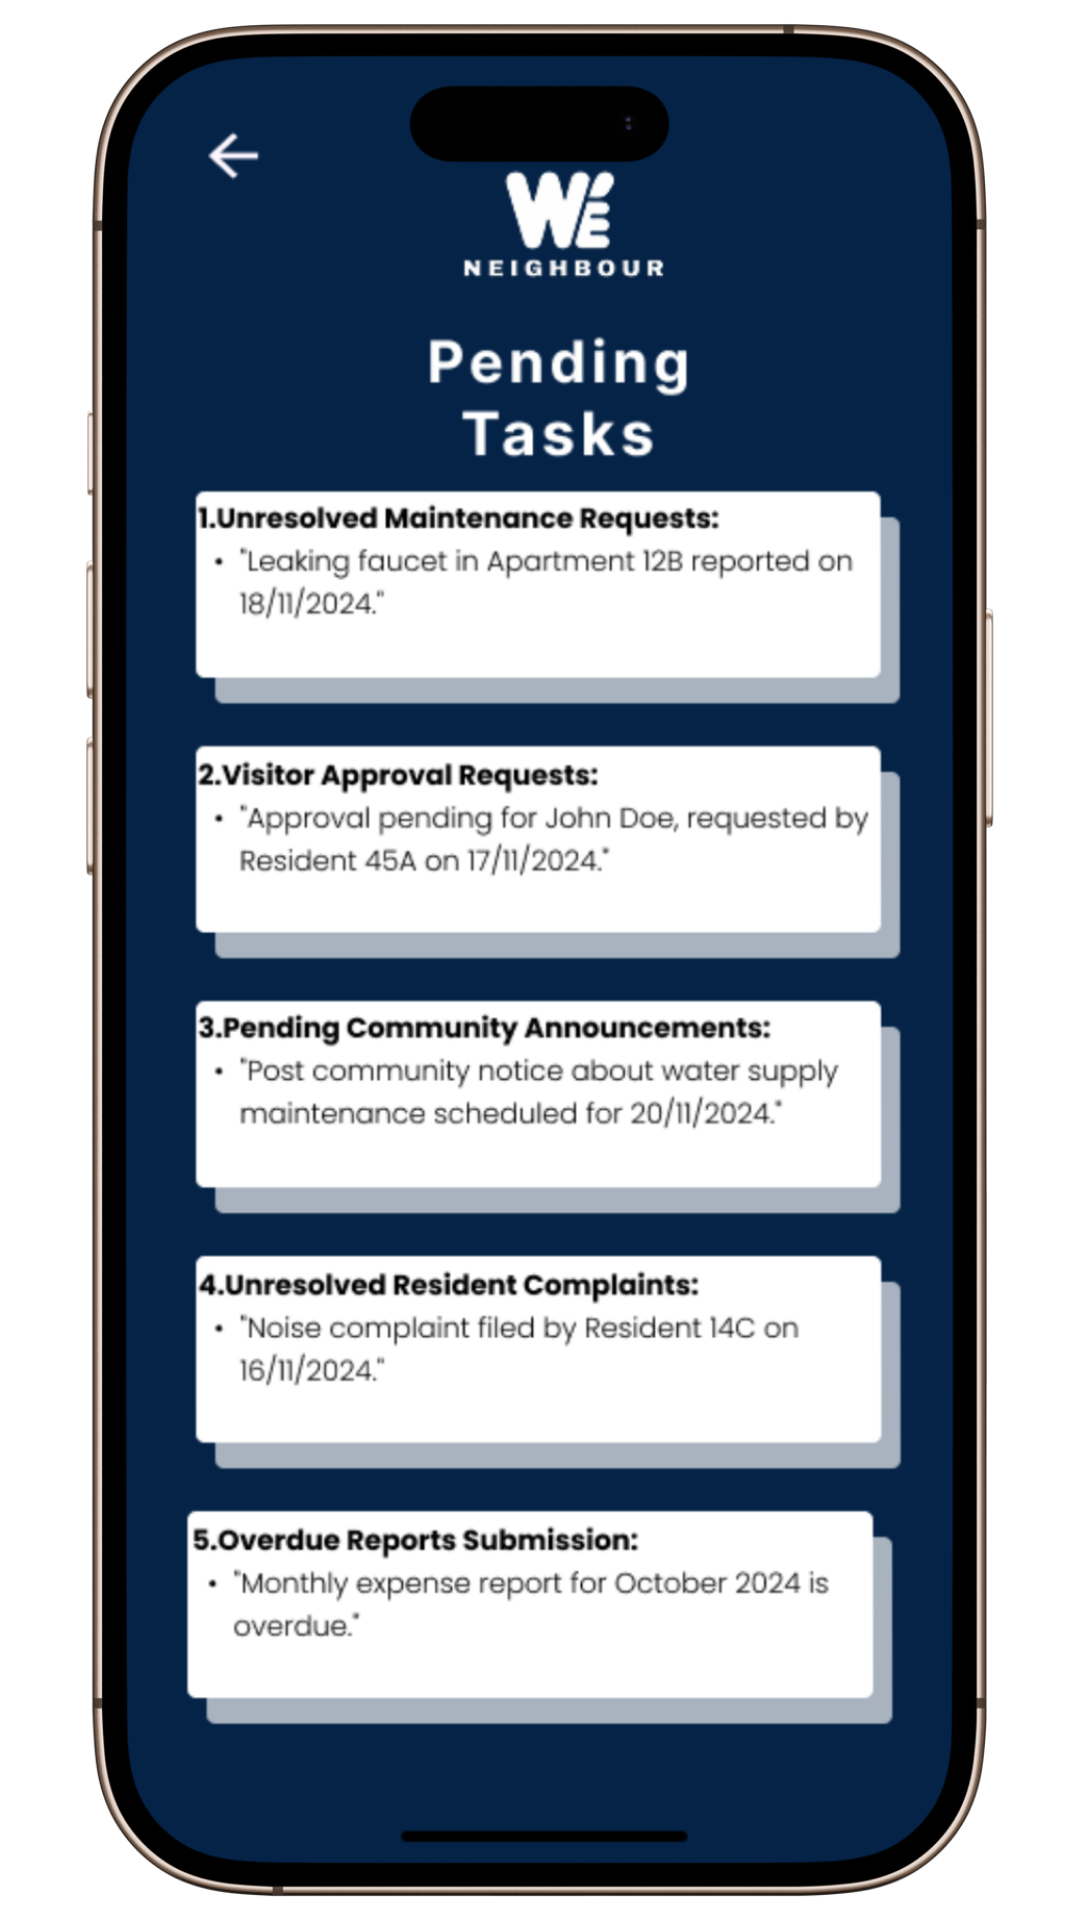 WE
NEIGHBOUR
Pending
Tasks
1.Unresolved Maintenance Requests:
• "Leaking faucet in Apartment 12B reported on
18/11/2024."
2.Visitor Approval Requests:
• "Approval pending for John Doe, requested by
Resident 45A on 17/11/2024."
3.Pending Community Announcements:
• "Post community notice about water supply
maintenance scheduled for 20/11/2024."
4.Unresolved Resident Complaints:
• "Noise complaint filed by Resident 14C on
16/11/2024."
5.Overdue Reports Submission:
• "Monthly expense report for October 2024 is
overdue."